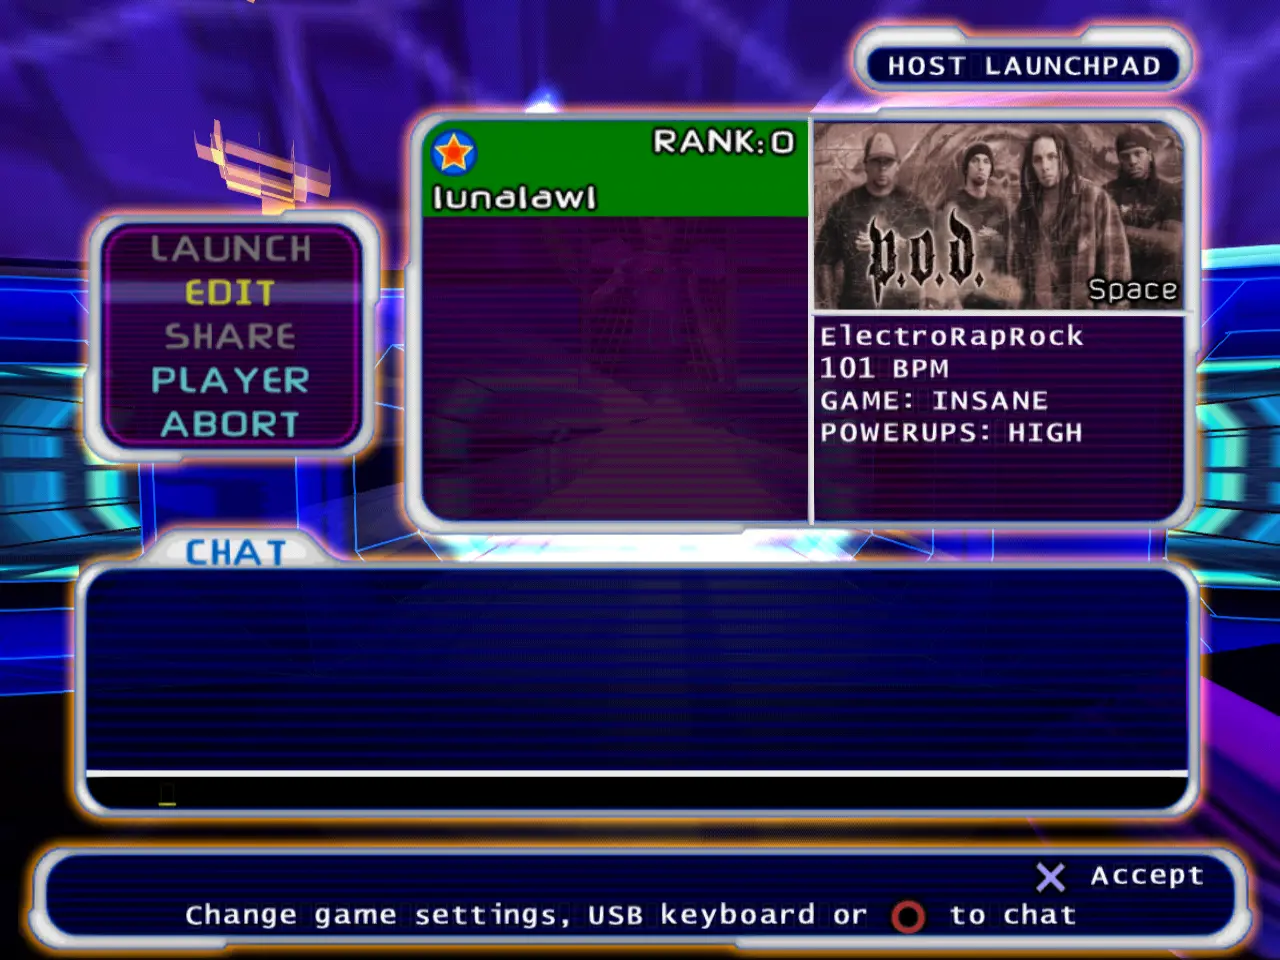 HOST LAUNCHPAD
RANK:0
lunalawl
p.o.d.
Space
LAUNCH
EDIT
SHARE
PLAYER
ABORT
ElectroRapRock
101 BPM
GAME: INSANE
POWERUPS: HIGH
CHAT
Accept
Change game settings, USB keyboard or to chat